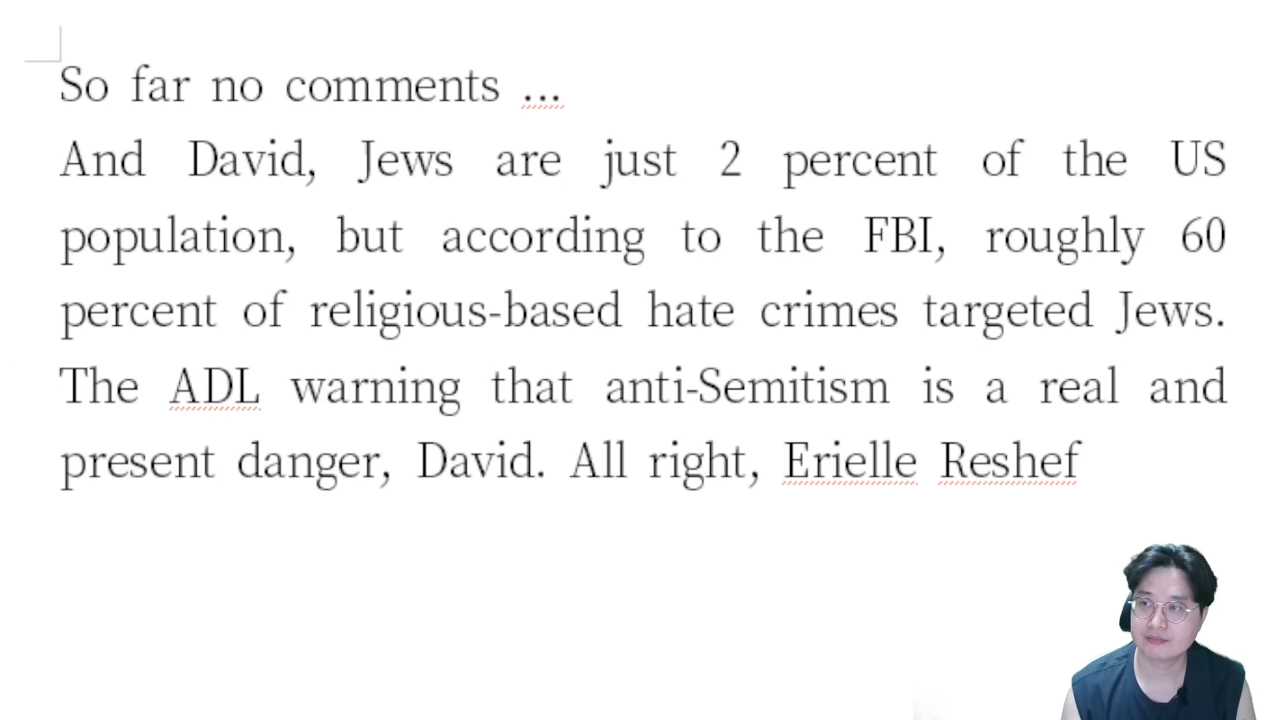 So far no comments ...
And David, Jews are just 2 percent of the US
population, but according to the FBI, roughly 60
percent of religious-based hate crimes targeted Jews.
The ADL warning that anti-Semitism is a real and
present danger, David. All right, Erielle Reshef